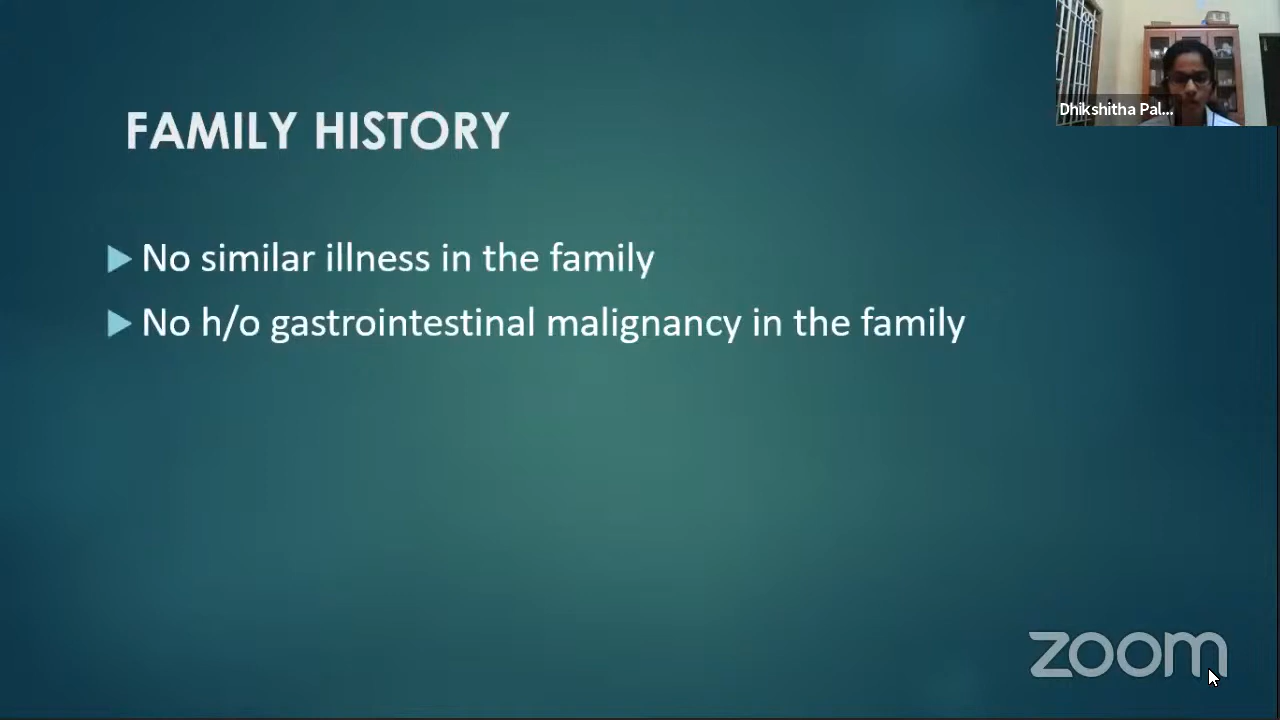 Dhikshitha Pal...
FAMILY HISTORY
No similar illness in the family
No h/o gastrointestinal malignancy in the family
zoom